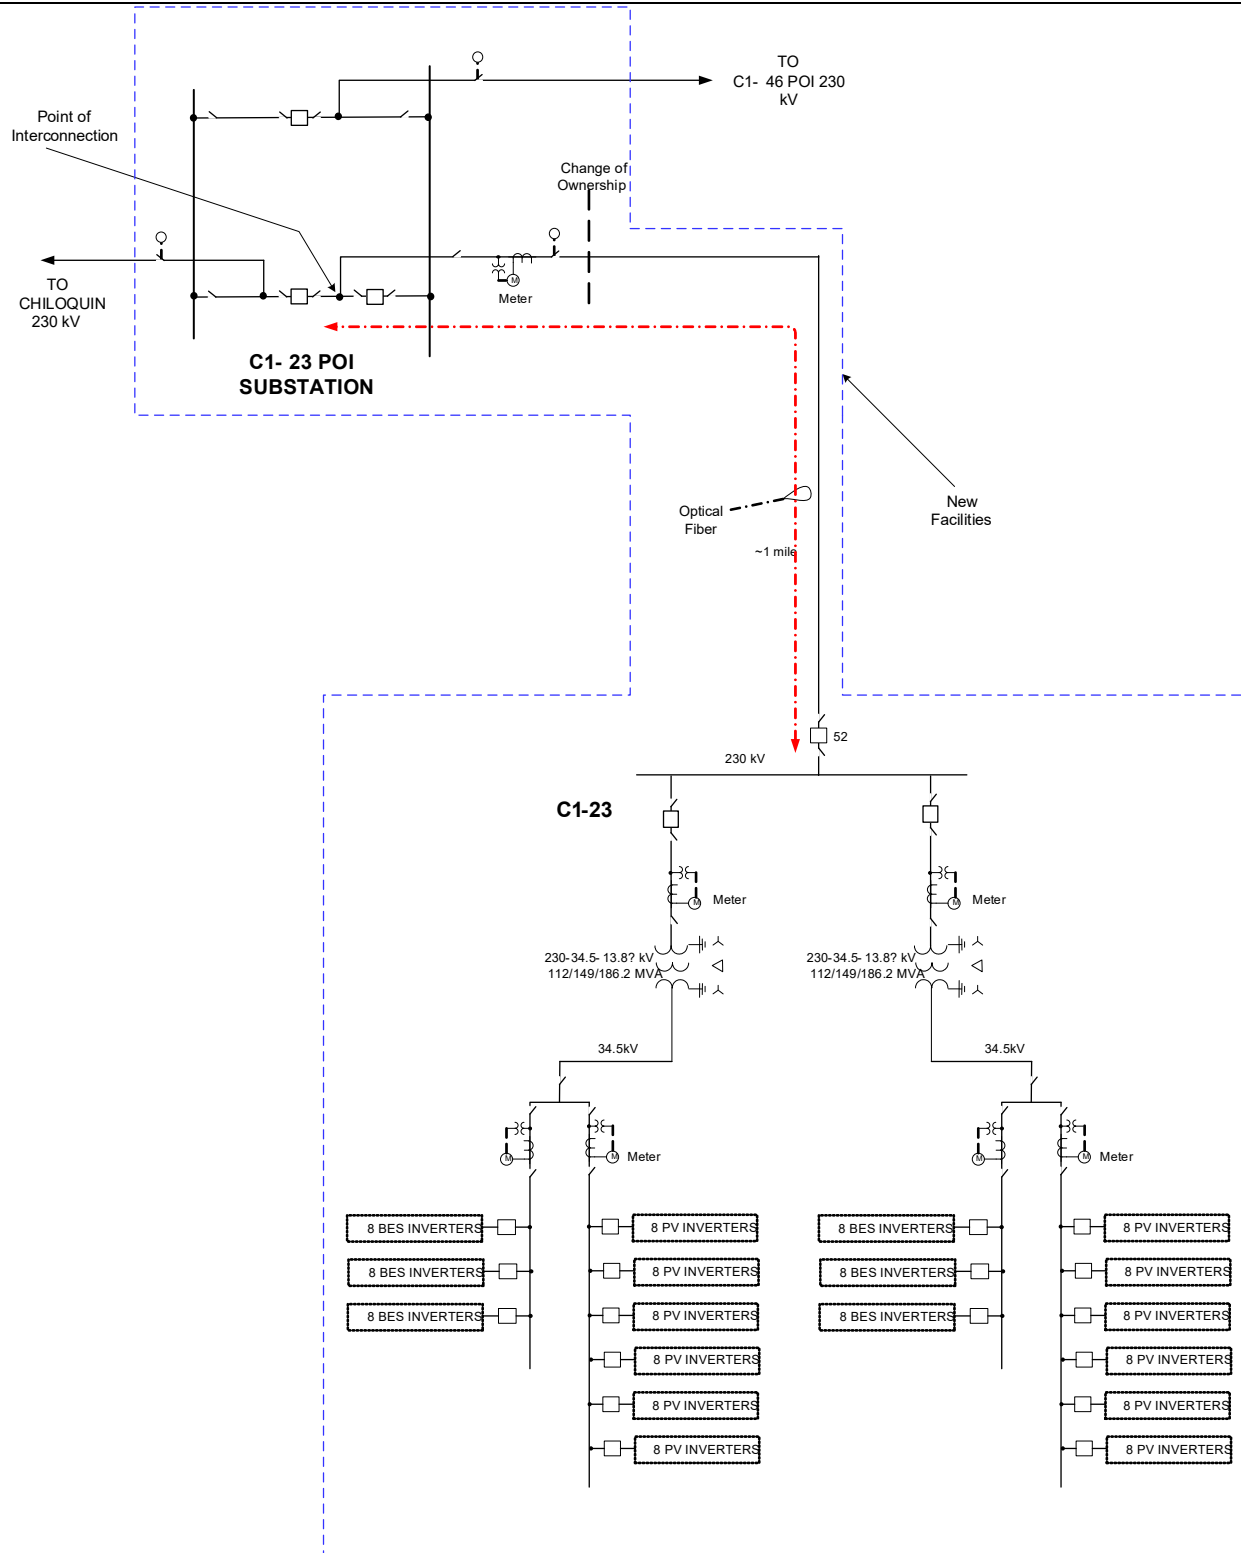 TO
C1- 46 POI 230
kV
Point of
Interconnection
Change of
Ownership
M
Meter
TO
CHILOQUIN
230 kV
C1- 23 POI
SUBSTATION
Optical
Fiber
~1 mile
New
Facilities
52
230 kV
C1-23
M
Meter
M
Meter
230-34.5- 13.8? kV
112/149/186.2 MVA
230-34.5- 13.8? kV
112/149/186.2 MVA
34.5kV
34.5kV
M
M
Meter
M
M
Meter
8 BES INVERTERS
8 PV INVERTERS
8 BES INVERTERS
8 PV INVERTERS
8 BES INVERTERS
8 PV INVERTERS
8 BES INVERTERS
8 PV INVERTERS
8 BES INVERTERS
8 PV INVERTERS
8 BES INVERTERS
8 PV INVERTERS
8 PV INVERTERS
8 PV INVERTERS
8 PV INVERTERS
8 PV INVERTERS
8 PV INVERTERS
8 PV INVERTERS